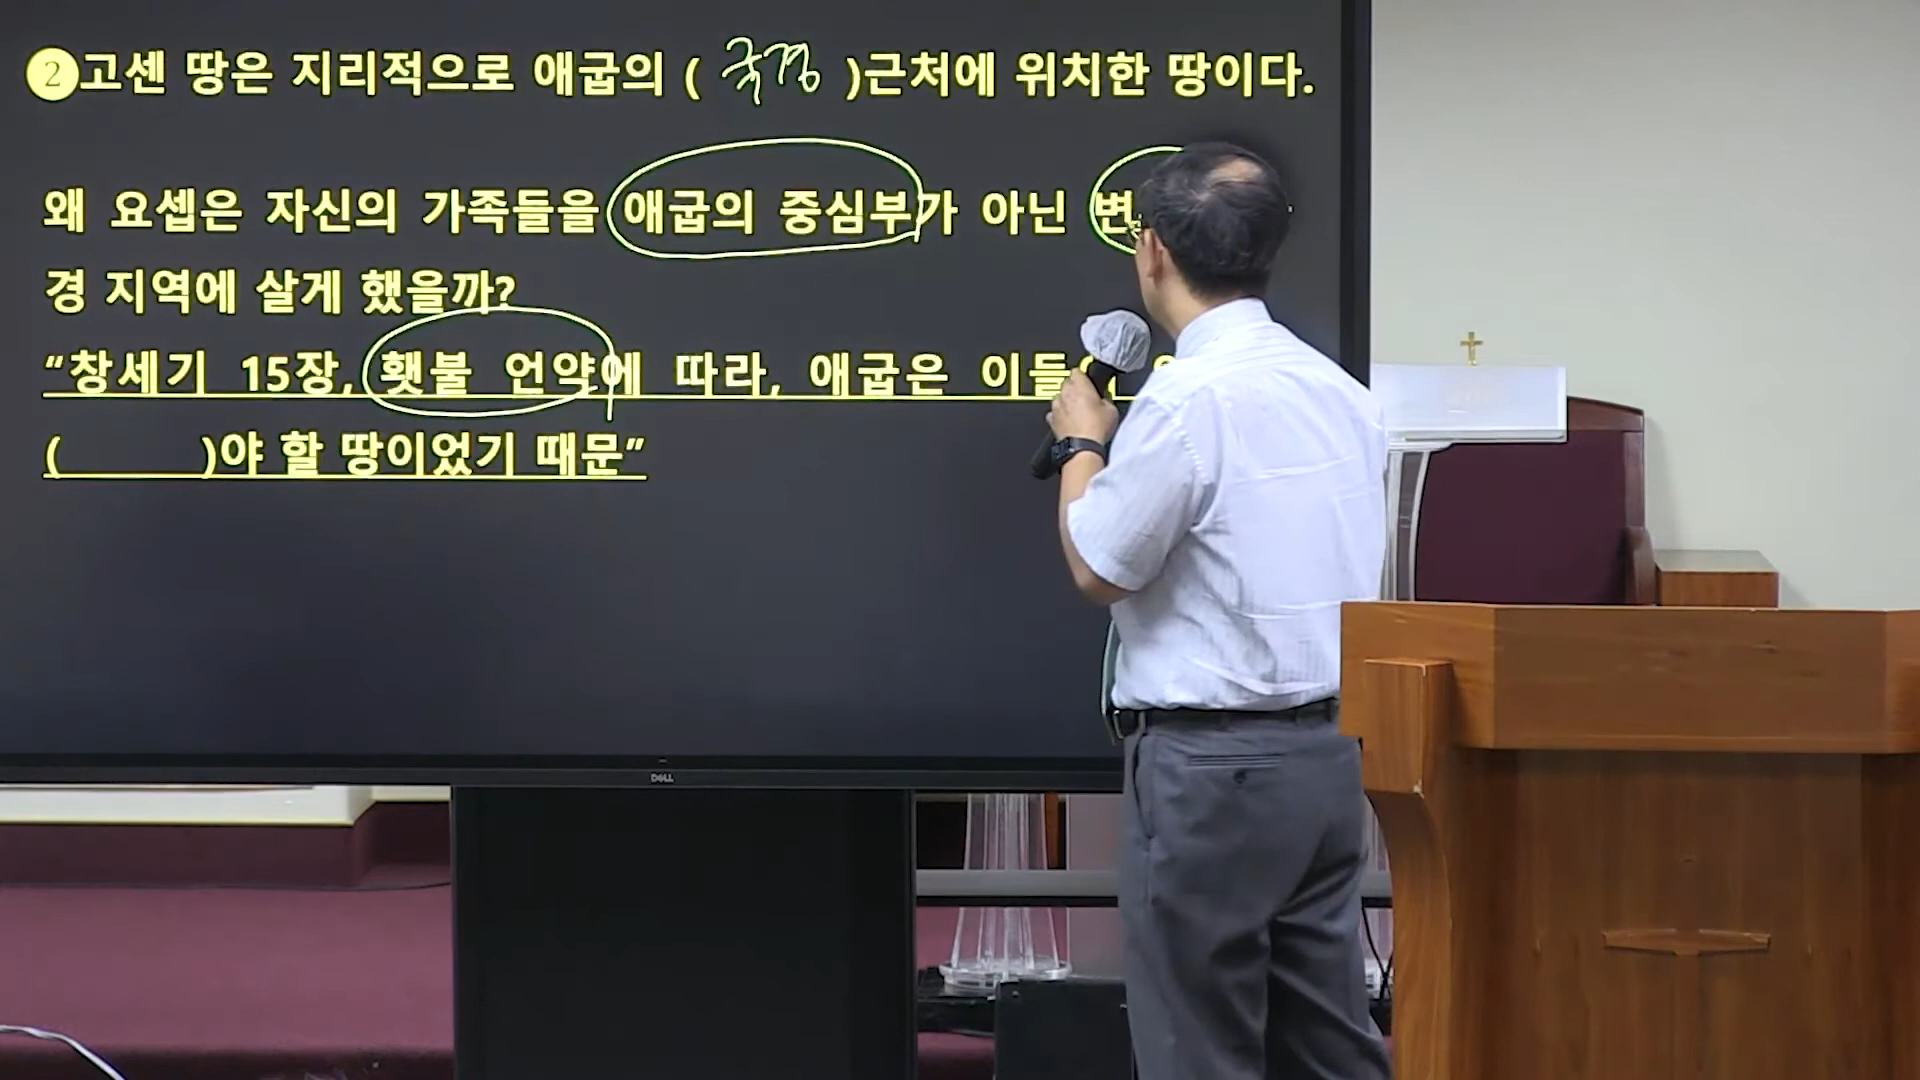 ❷고센 땅은 지리적으로 애굽의 ( 국경 )근처에 위치한 땅이다.
왜 요셉은 자신의 가족들을 애굽의 중심부가 아닌 변
경 지역에 살게 했을까?
“창세기 15장, 횃불 언약에 따라, 애굽은 이들이
( )야 할 땅이었기 때문”
DELL